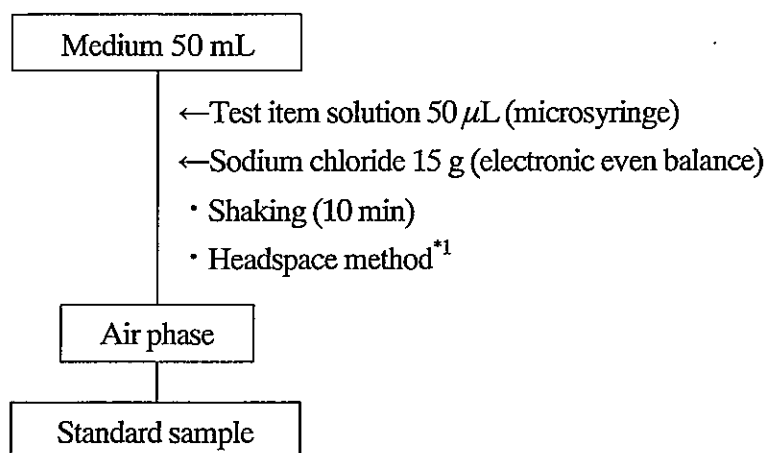 Medium 50 mL
←Test item solution 50 μL (microsyringe)
←Sodium chloride 15 g (electronic even balance)
・Shaking (10 min)
・Headspace method*1
Air phase
Standard sample